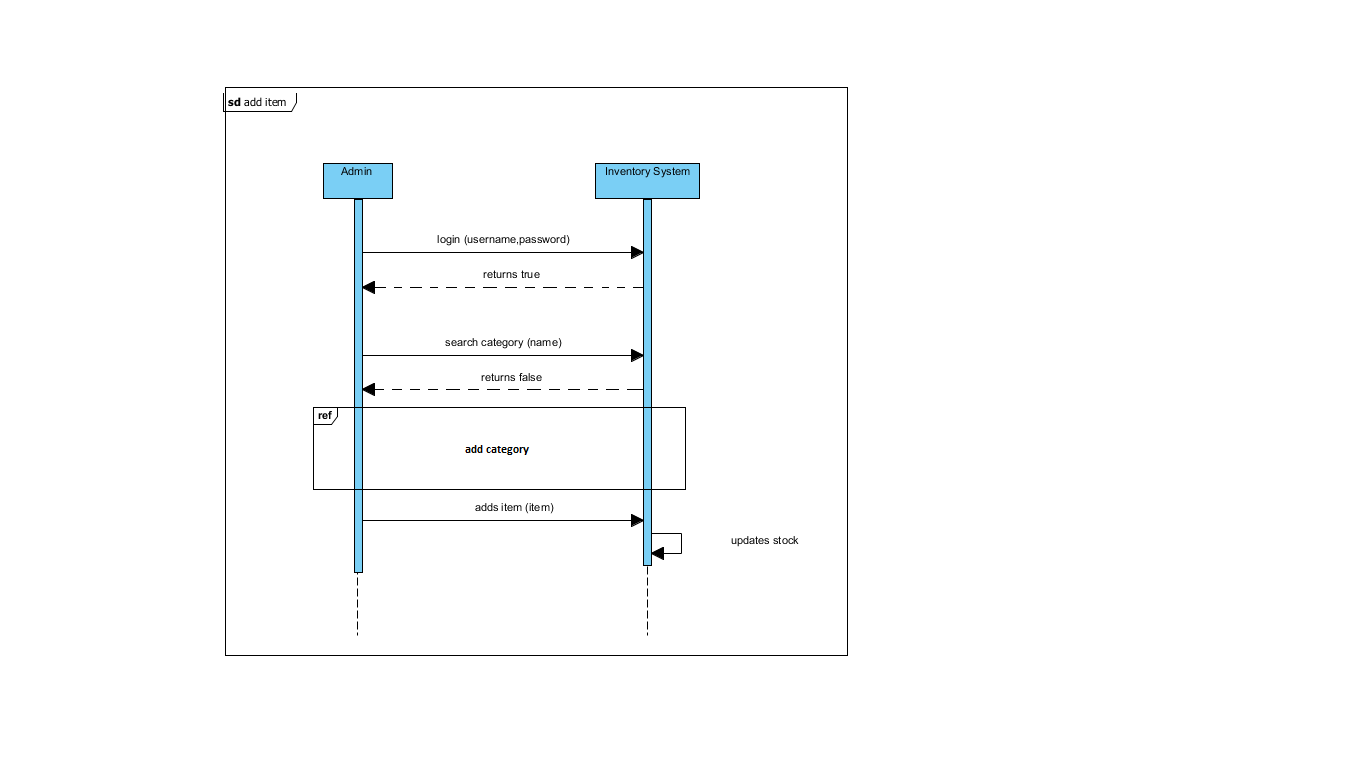 sd add item
Admin
Inventory System
login (username,password)
returns true
search category (name)
returns false
ref
add category
adds item (item)
updates stock